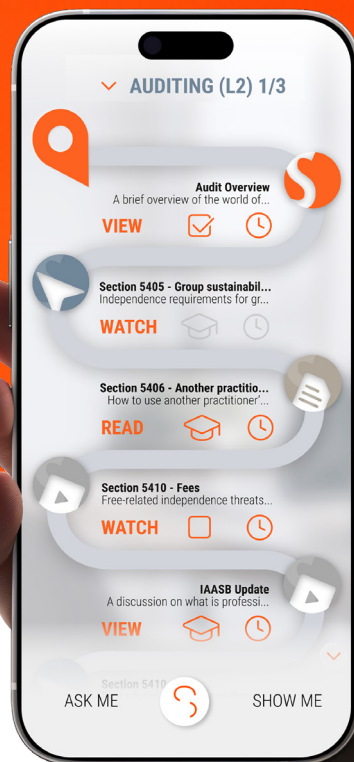 AUDITING (L2) 1/3
Audit Overview
A brief overview of the world of...
VIEW
Section 5405 - Group sustainabil...
Independence requirements for gr...
WATCH
Section 5406 - Another practitio...
How to use another practitioner'...
READ
Section 5410 - Fees
Free-related independence threats...
WATCH
IAASB Update
A discussion on what is professi...
VIEW
Section 5410
ASK ME
SHOW ME